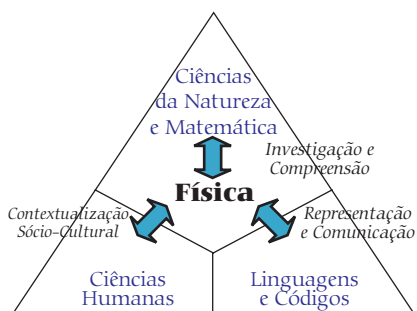 Ciências
da Natureza
e Matemática
Investigação e
Compreensão
Física
Contextualização
Sócio-Cultural
Representação
e Comunicação
Ciências
Humanas
Linguagens
e Códigos